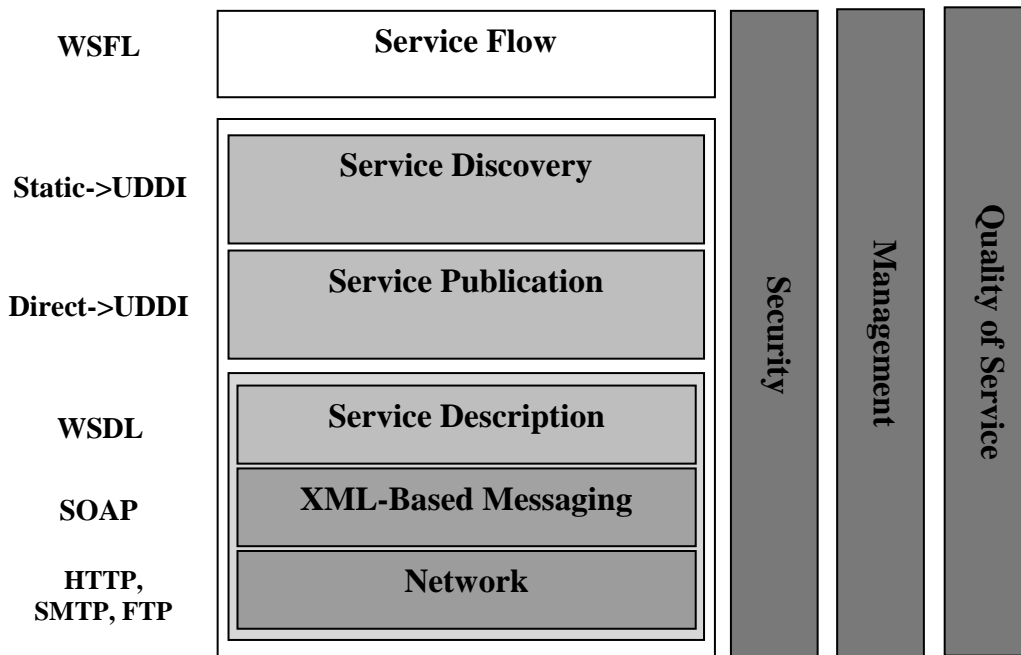 WSFL
Service Flow
Static->UDDI
Service Discovery
Direct->UDDI
Service Publication
WSDL
Service Description
SOAP
XML-Based Messaging
HTTP,
SMTP, FTP
Network
Security
Management
Quality of Service